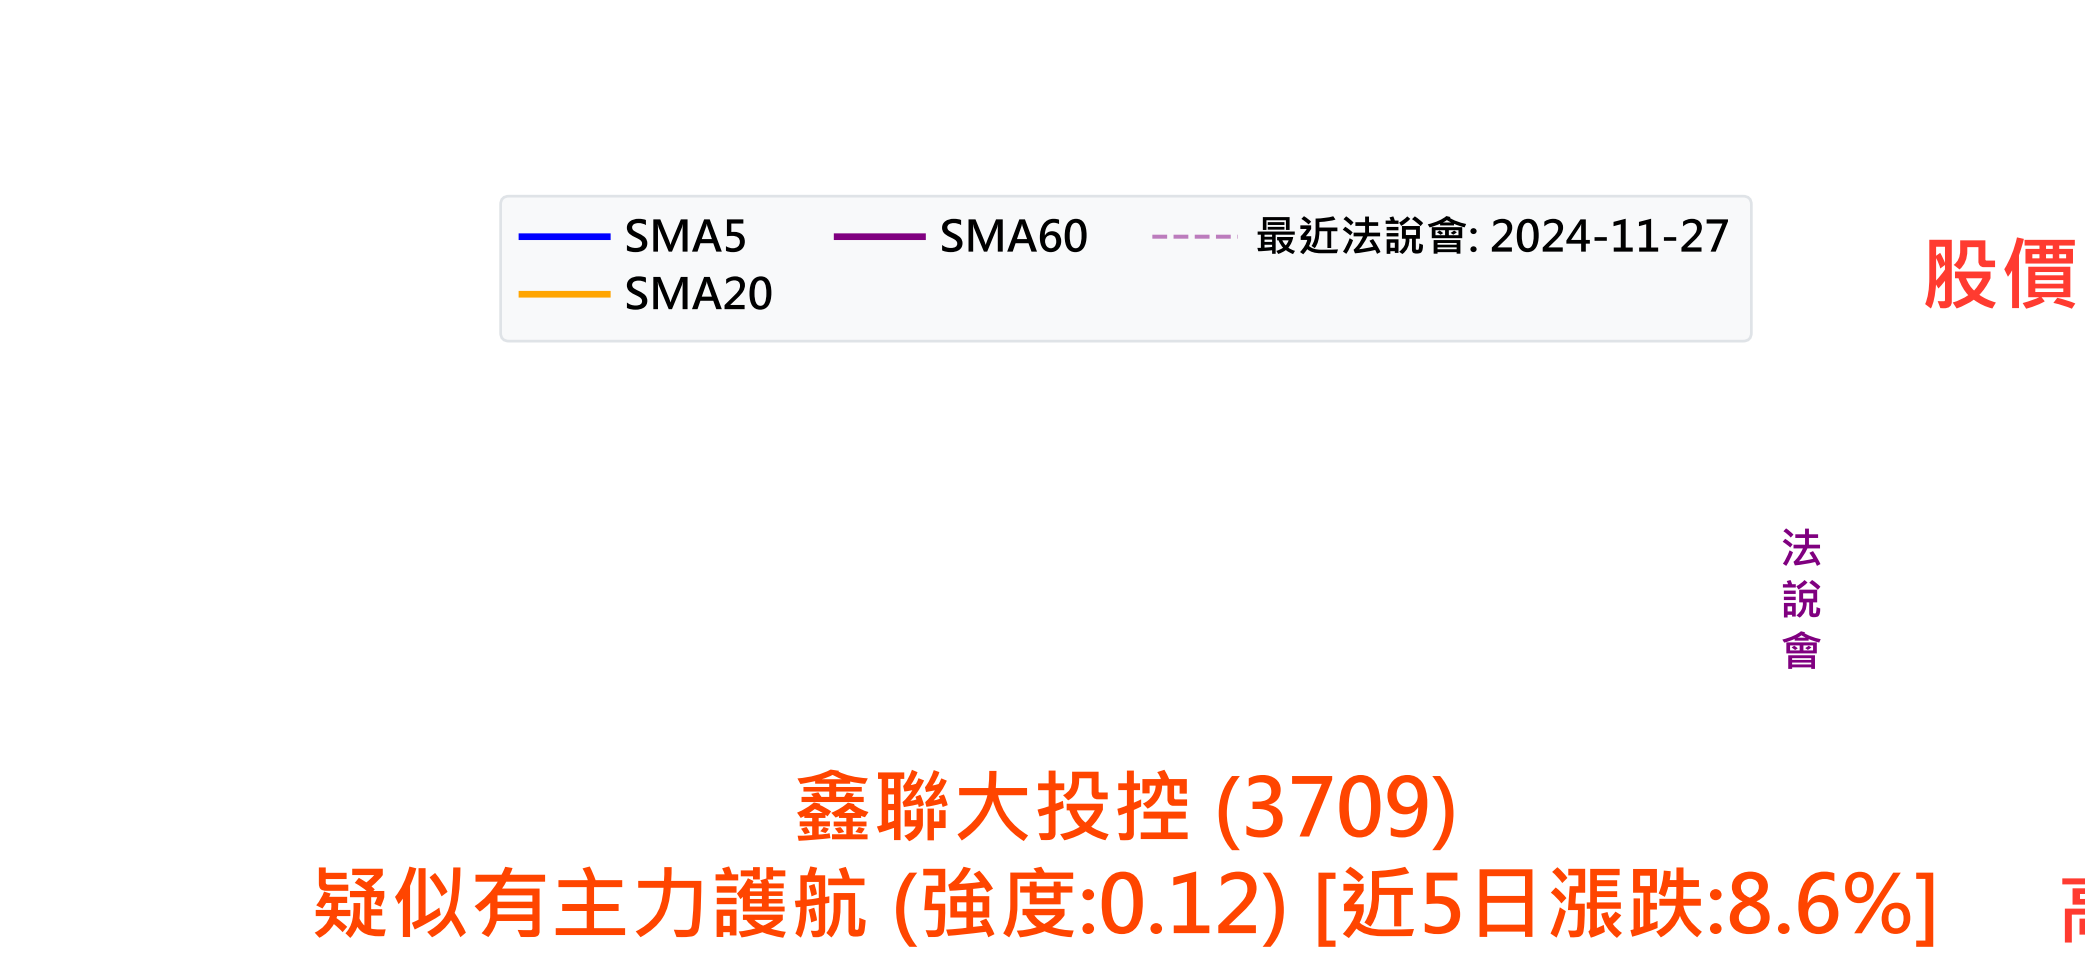 SMA5 SMA60 最近法說會: 2024-11-27
SMA20
股價
法
說
會
鑫聯大投控 (3709)
疑似有主力護航 (強度:0.12) [近5日漲跌:8.6%]